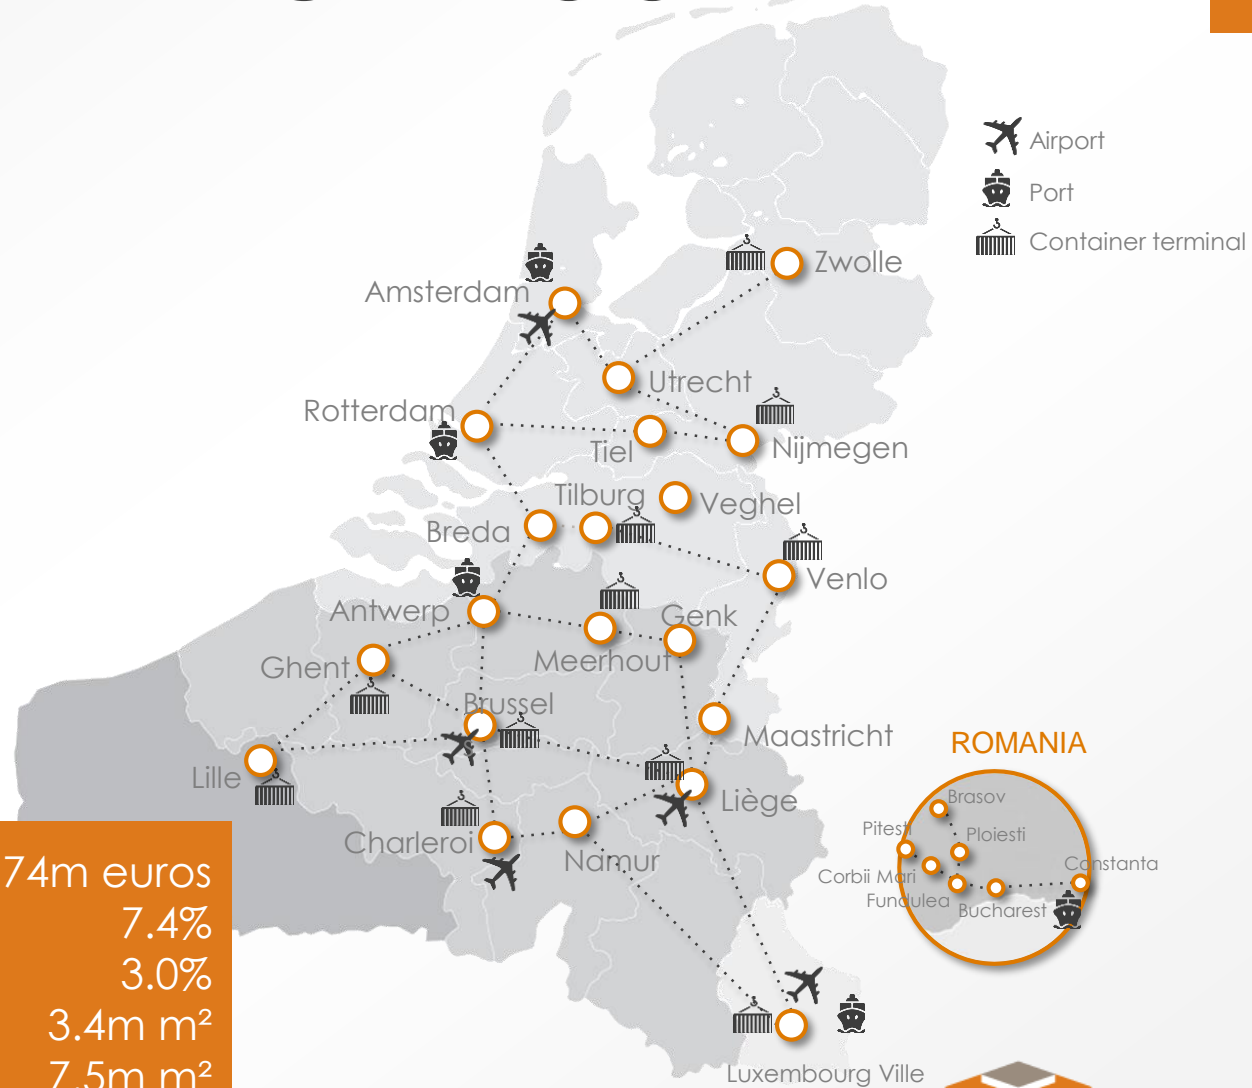 Airport
Port
Container terminal
Zwolle
Amsterdam
Utrecht
Rotterdam
Tiel
Nijmegen
Tilburg
Veghel
Breda
Venlo
Antwerp
Genk
Ghent
Meerhout
Brussel
Maastricht
Lille
Liège
Charleroi
Namur
Luxembourg Ville
ROMANIA
Brasov
Pitesti
Ploiesti
Constanta
Corbii Mari
Fundulea
Bucharest
74m euros
7.4%
3.0%
3.4m m²
7.5m m²